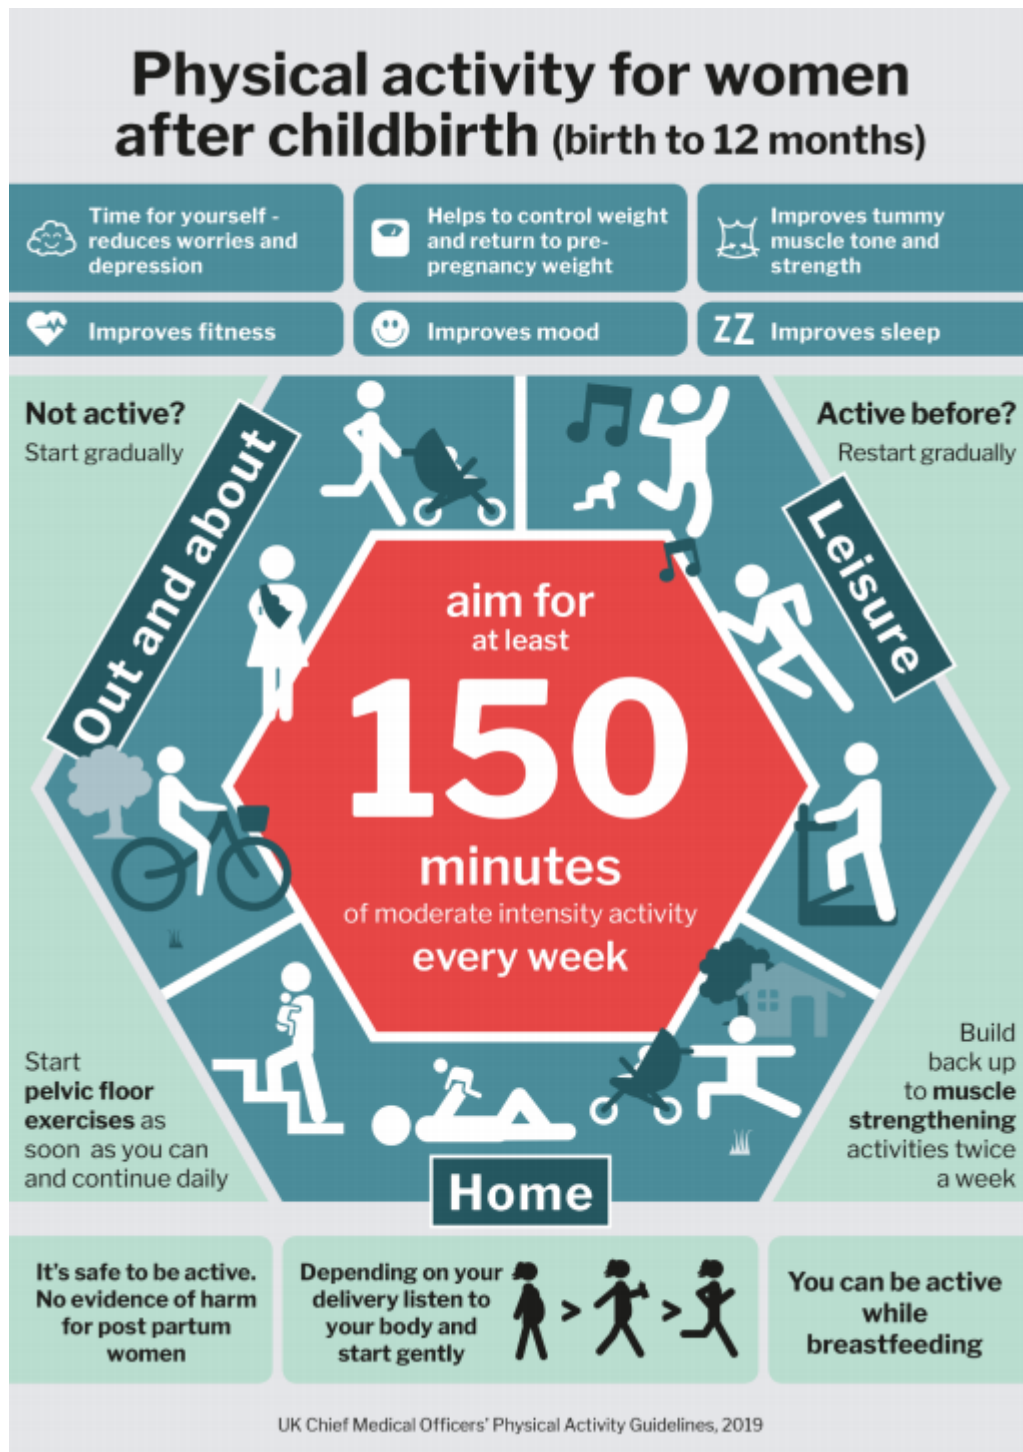 Physical activity for women
after childbirth (birth to 12 months)
Time for yourself -
reduces worries and
depression
Helps to control weight
and return to pre-
pregnancy weight
Improves tummy
muscle tone and
strength
Improves fitness
Improves mood
ZZ Improves sleep
Not active?
Start gradually
Active before?
Restart gradually
Out and about
Leisure
aim for
at least
150
minutes
of moderate intensity activity
every week
Start
pelvic floor
exercises as
soon as you can
and continue daily
Build
back up
to muscle
strengthening
activities twice
a week
Home
It's safe to be active.
No evidence of harm
for post partum
women
Depending on your
delivery listen to
your body and
start gently
> >
You can be active
while
breastfeeding
UK Chief Medical Officers' Physical Activity Guidelines, 2019